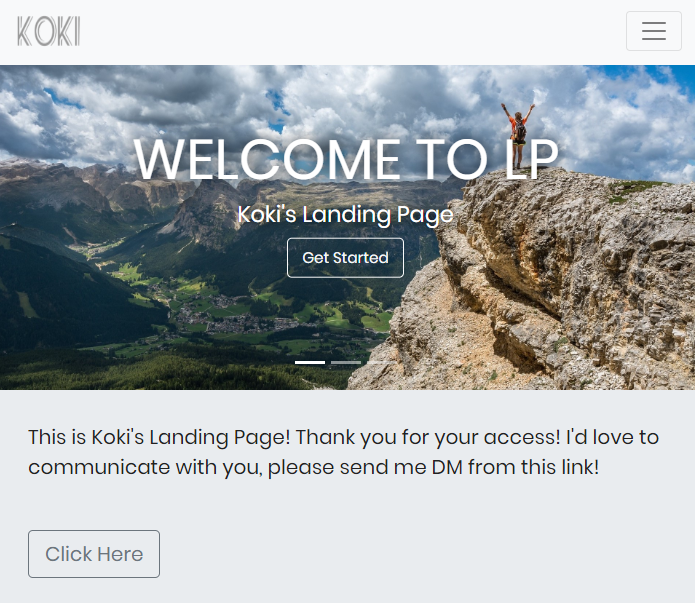 KOKI
WELCOME TO LP
Koki's Landing Page
Get Started
This is Koki's Landing Page! Thank you for your access! I'd love to
communicate with you, please send me DM from this link!
Click Here